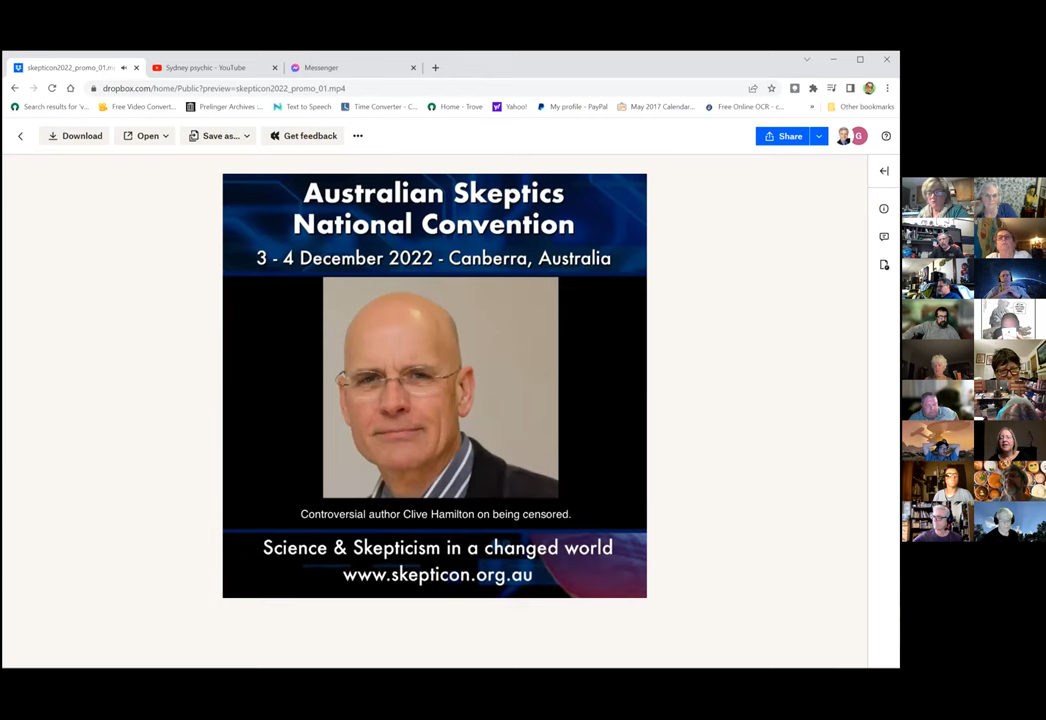 skepticon2022_promo_01.m
Sydney psychic - YouTube
Messenger
dropbox.com/home/Public?preview=skepticon2022_promo_01.mp4
Search results for 'v...
Free Video Convert...
Prelinger Archives :...
Text to Speech
Time Converter - C...
Home - Trove
Yahoo!
My profile - PayPal
May 2017 Calendar...
Free Online OCR - c...
»
Other bookmarks
Download
Open
Save as...
Get feedback
Share
G
Australian Skeptics
National Convention
3 - 4 December 2022 - Canberra, Australia
Controversial author Clive Hamilton on being censored.
Science & Skepticism in a changed world
www.skepticon.org.au